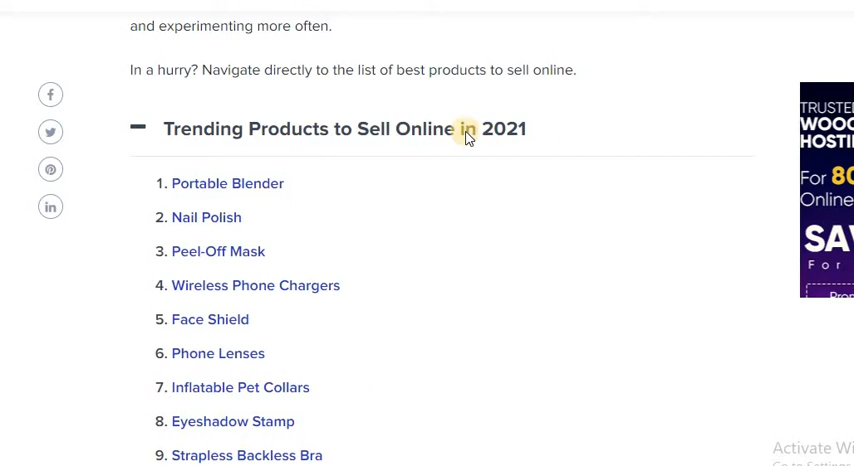 and experimenting more often.
In a hurry? Navigate directly to the list of best products to sell online.
Trending Products to Sell Online in 2021
1. Portable Blender
2. Nail Polish
3. Peel-Off Mask
4. Wireless Phone Chargers
5. Face Shield
6. Phone Lenses
7. Inflatable Pet Collars
8. Eyeshadow Stamp
9. Strapless Backless Bra
TRUSTE
WOOC
HOSTI
For 80
Online
SAV
For
Activate Wi